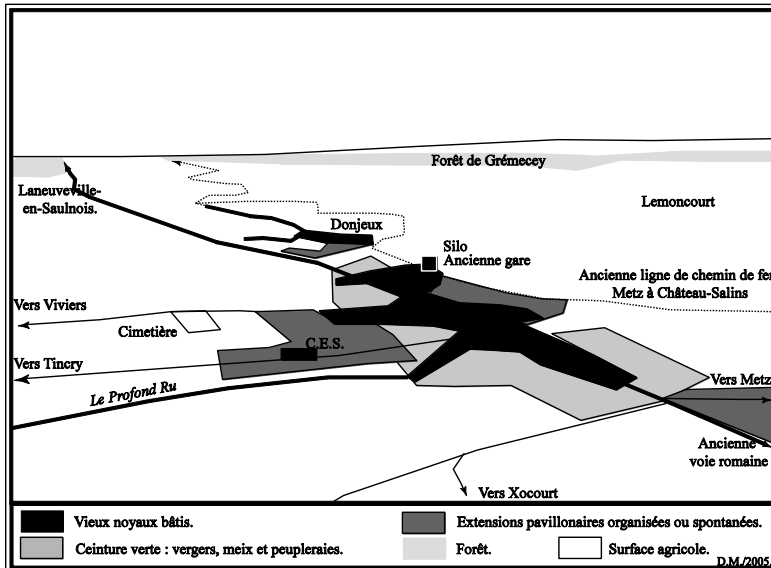 Forêt de Grémecey
Laneuveville-
en-Saulnois.
Lemoncourt
Donjeux
Silo
Ancienne gare
Ancienne ligne de chemin de fer
Metz à Château-Salins
Vers Viviers
Cimetière
C.E.S.
Vers Tincry
Le Profond Ru
Vers Metz
Ancienne
voie romaine
Vers Xocourt
Vieux noyaux bâtis.
Extensions pavillonaires organisées ou spontanées.
Ceinture verte : vergers, meix et peupleraies.
Forêt.
Surface agricole.
D.M./2005.